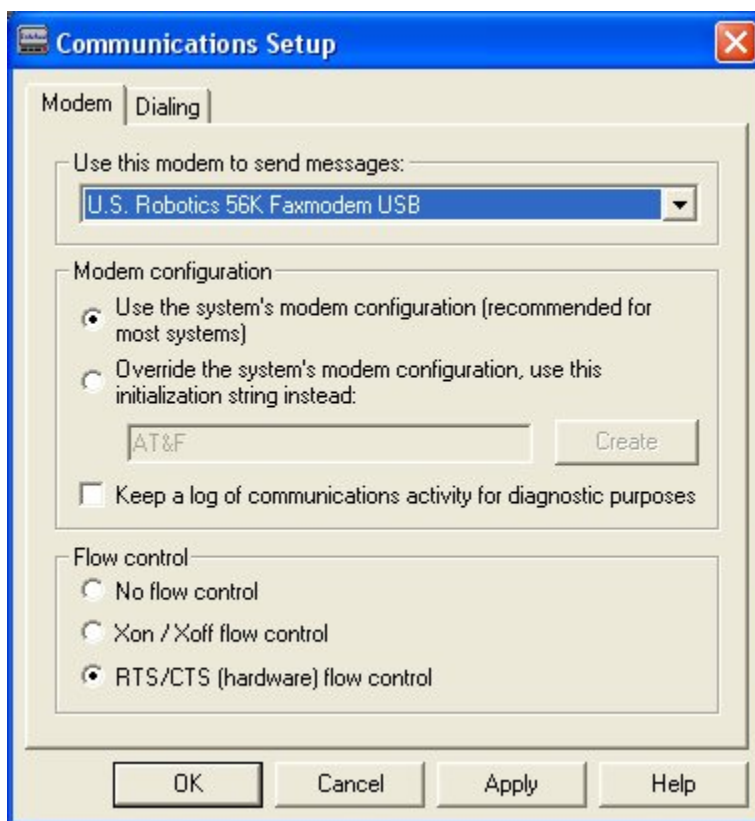 Communications Setup
Modem
Dialing
Use this modem to send messages:
U.S. Robotics 56K Faxmodem USB
Modem configuration
Use the system's modem configuration (recommended for
most systems)
Override the system's modem configuration, use this
initialization string instead:
AT&F
Create
Keep a log of communications activity for diagnostic purposes
Flow control
No flow control
Xon / Xoff flow control
RTS/CTS (hardware) flow control
OK
Cancel
Apply
Help